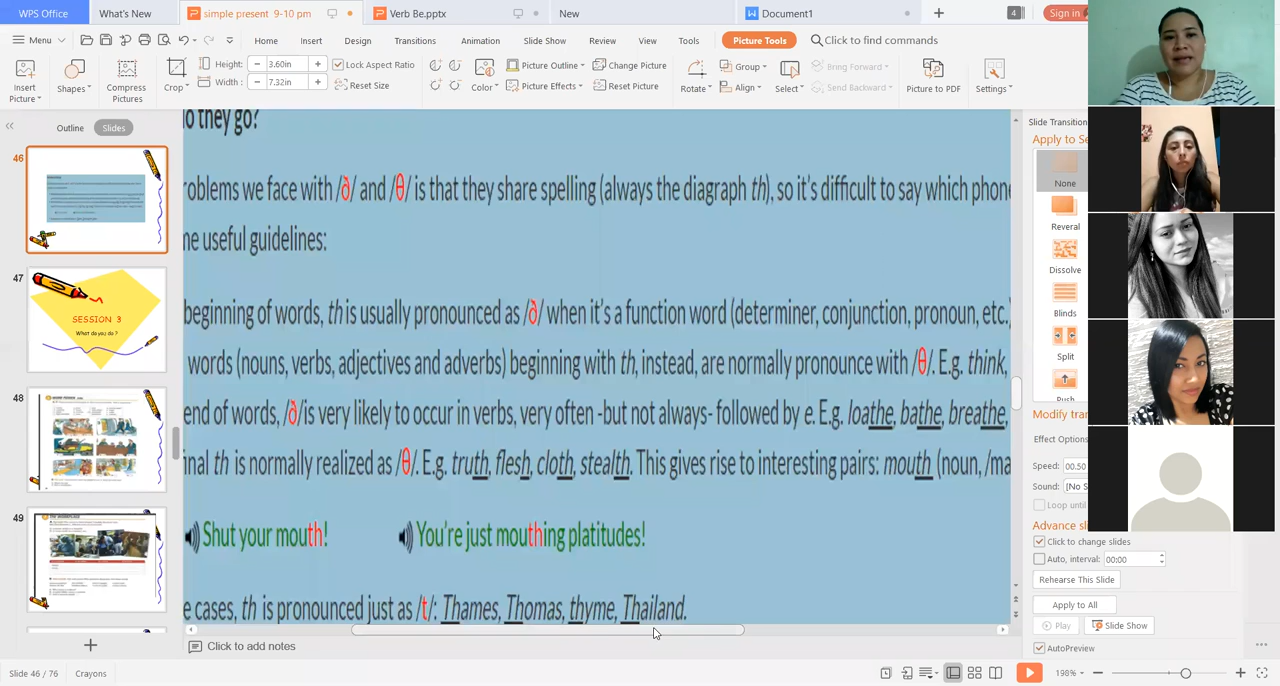 WPS Office
What's New
simple present 9-10 pm
Verb Be.pptx
New
Document1
4
Sign in
Menu
Home
Insert
Design
Transitions
Animation
Slide Show
Review
View
Tools
Picture Tools
Click to find commands
Insert Picture
Shapes
Compress Pictures
Crop
Height: 3.60in
Width : 7.32in
Lock Aspect Ratio
Reset Size
Color
Picture Outline
Picture Effects
Change Picture
Reset Picture
Rotate
Group
Align
Select
Bring Forward
Send Backward
Picture to PDF
Settings
Outline
Slides
46
47
SESSION 3
What do you do ?
48
49
o they go?
roblems we face with /ð/ and /θ/ is that they share spelling (always the diagraph th), so it's difficult to say which phon
me useful guidelines:
beginning of words, th is usually pronounced as /ð/ when it's a function word (determiner, conjunction, pronoun, etc.)
words (nouns, verbs, adjectives and adverbs) beginning with th, instead, are normally pronounce with /θ/. E.g. think,
end of words, /ð/is very likely to occur in verbs, very often -but not always- followed by e. E.g. loathe, bathe, breathe,
inal th is normally realized as /θ/. E.g. truth, flesh, cloth, stealth. This gives rise to interesting pairs: mouth (noun, /ma
Shut your mouth!
You're just mouthing platitudes!
e cases, th is pronounced just as /t/: Thames, Thomas, thyme, Thailand.
Click to add notes
Slide Transition
Apply to Se
None
Reveral
Dissolve
Blinds
Split
Push
Modify tran
Effect Options
Speed: 00.50
Sound: [No S
Loop until
Advance sli
Click to change slides
Auto, interval: 00:00
Rehearse This Slide
Apply to All
Play
Slide Show
AutoPreview
Slide 46 / 76
Crayons
198%